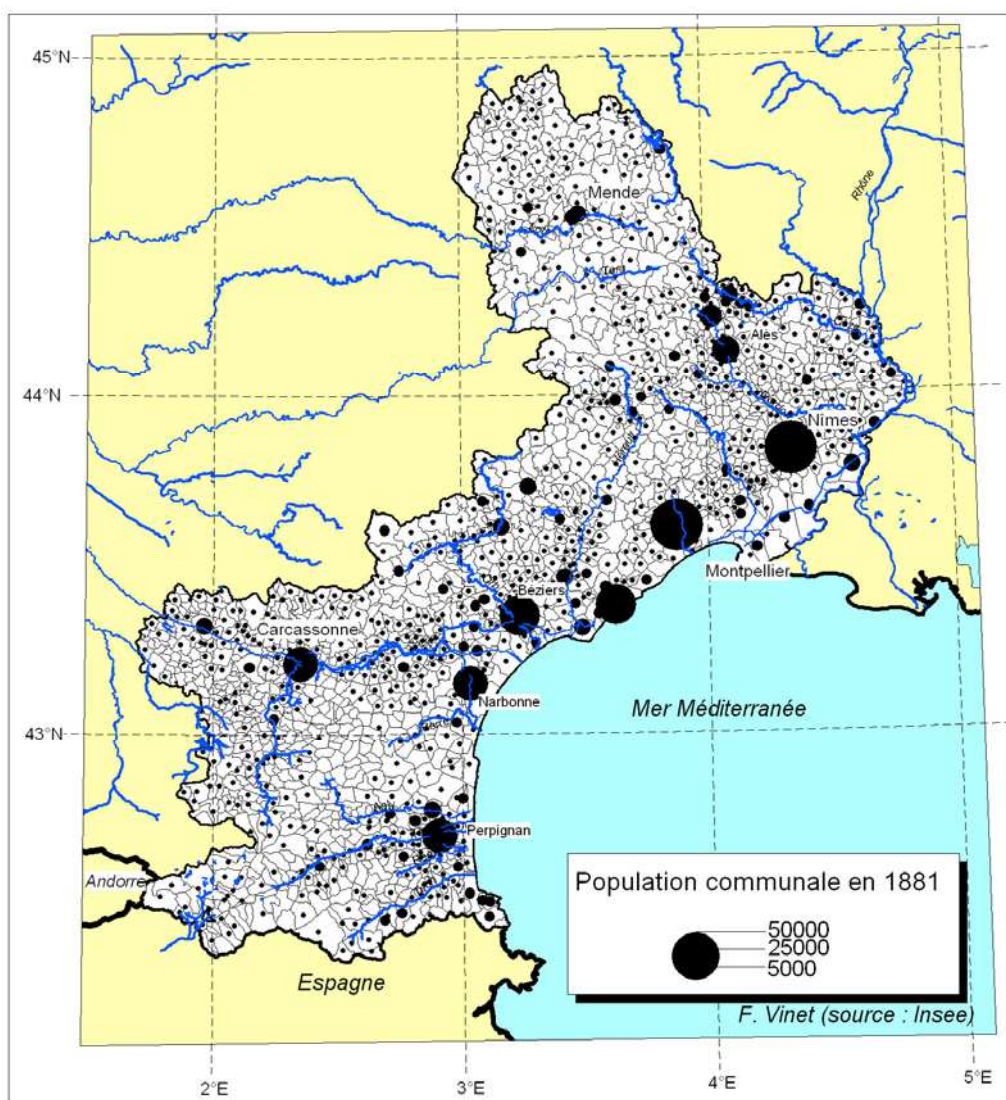 45°N
Rhône
Mende
Tarn
Alès
44°N
Nîmes
Hérault
Montpellier
Béziers
Carcassonne
Mer Méditerranée
Narbonne
43°N
Perpignan
Andorre
Population communale en 1881
50000
25000
5000
Espagne
F. Vinet (source : Insee)
2°E
3°E
4°E
5°E